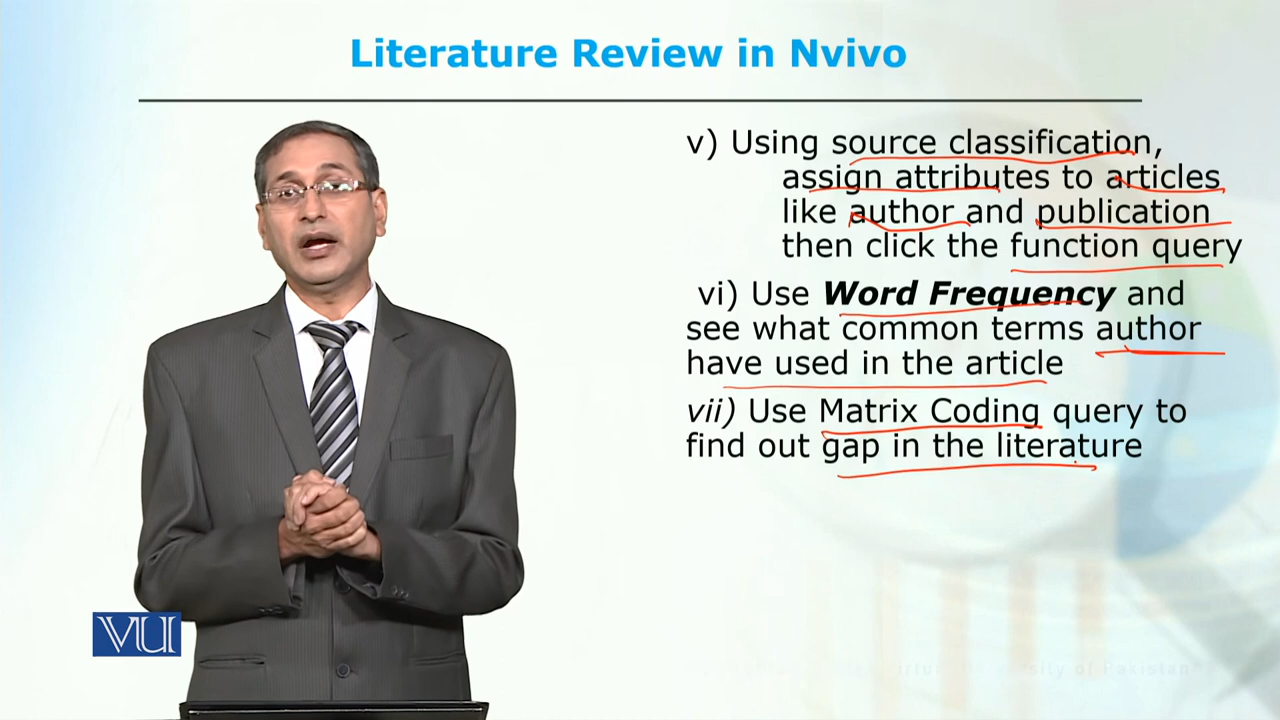 Literature Review in Nvivo
v) Using source classification,
assign attributes to articles
like author and publication
then click the function query
vi) Use Word Frequency and
see what common terms author
have used in the article
vii) Use Matrix Coding query to
find out gap in the literature
VU
of Pakistan